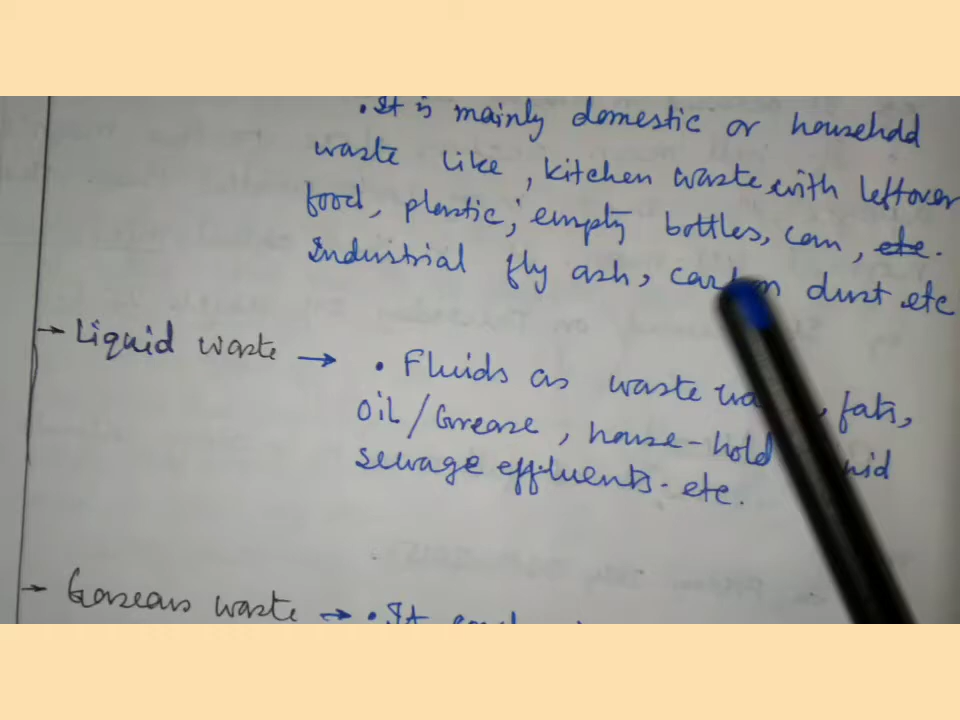 • It is mainly domestic or household
waste like, kitchen waste with leftover
food, plastic, empty bottles, can, etc.
Industrial fly ash, carbon dust etc
→ Liquid waste → • Fluids as waste , fats,
Oil/Grease, house-hold
sewage effluents. etc.
→ Gaseous waste → • It